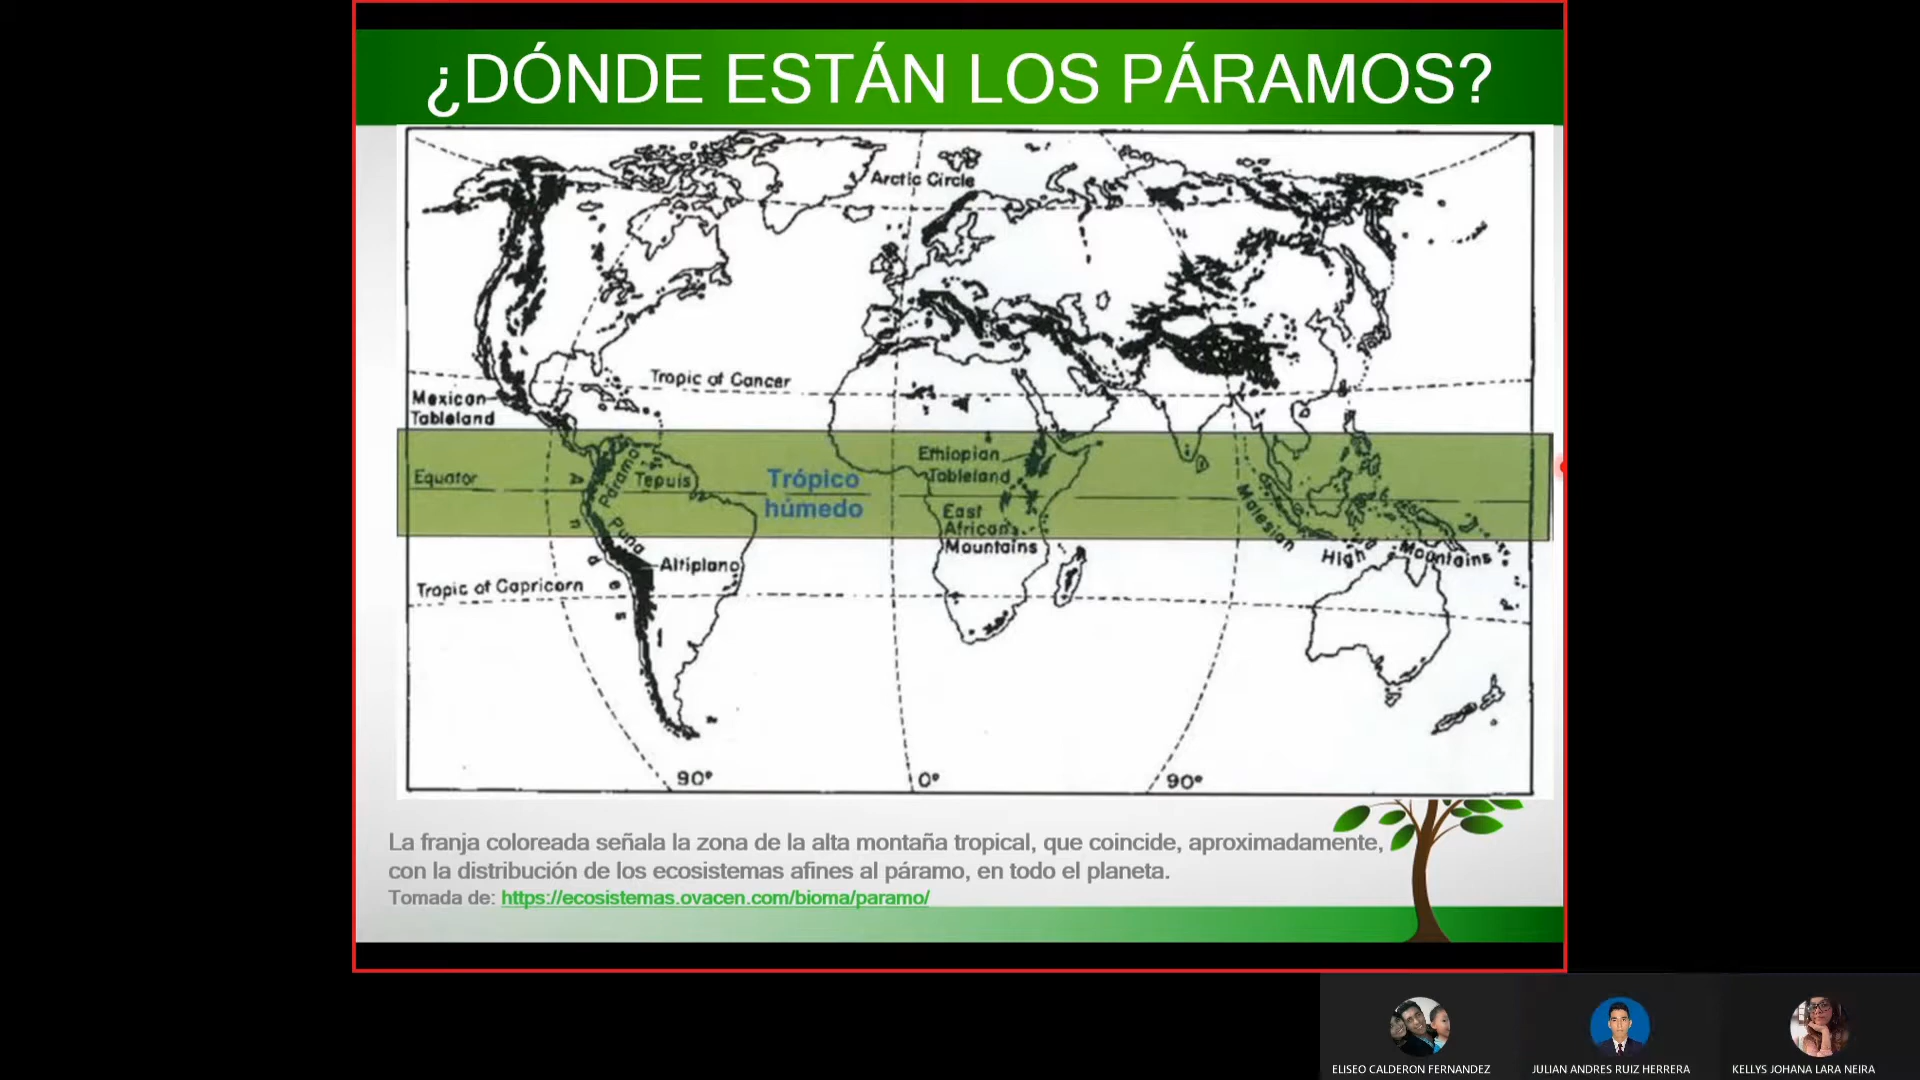 ¿DÓNDE ESTÁN LOS PÁRAMOS?
Arctic Circle
Tropic of Cancer
Mexican
Tableland
Equator
Paramo
Tepuis
Trópico
húmedo
Ethiopian
Tableland
East
African
Mountains
Andes
Puna
Altiplano
Malesian
High Mountains
Tropic of Capricorn
90°
0°
90°
La franja coloreada señala la zona de la alta montaña tropical, que coincide, aproximadamente,
con la distribución de los ecosistemas afines al páramo, en todo el planeta.
Tomada de: https://ecosistemas.ovacen.com/bioma/paramo/
ELISEO CALDERON FERNANDEZ
JULIAN ANDRES RUIZ HERRERA
KELLYS JOHANA LARA NEIRA